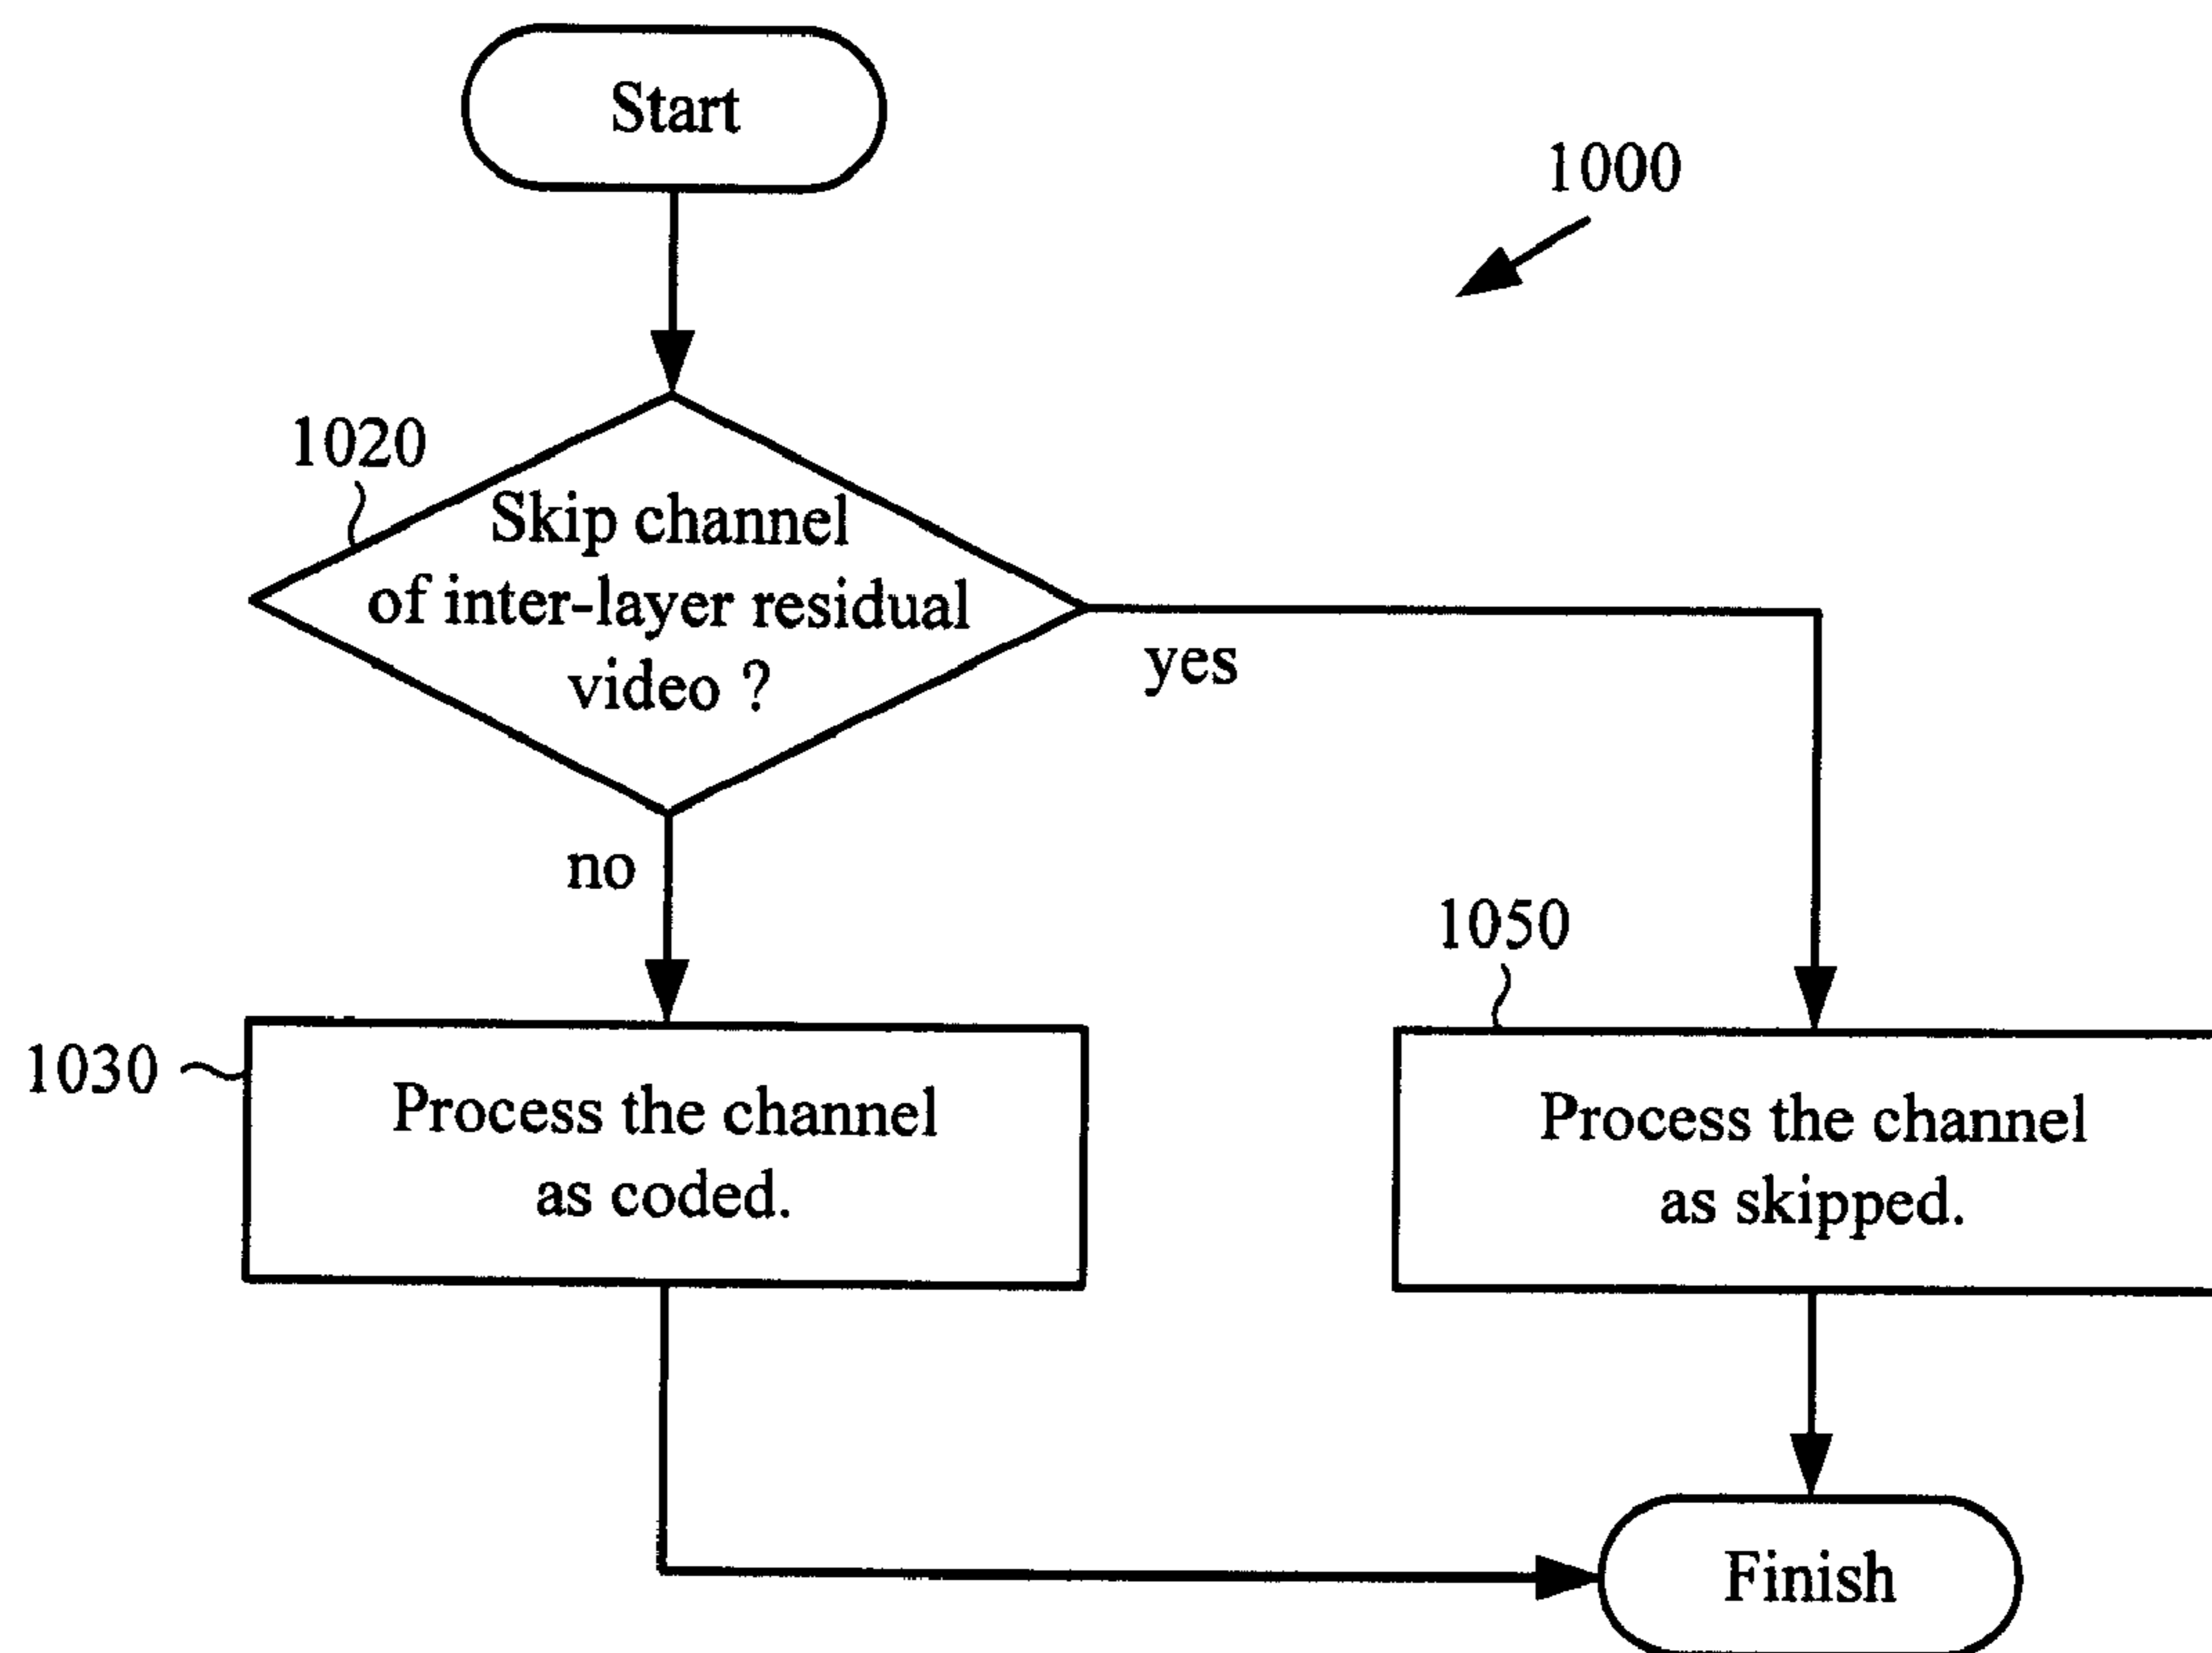 Start
1000
1020
Skip channel
of inter-layer residual
video ?
yes
no
1050
1030
Process the channel
as coded.
Process the channel
as skipped.
Finish